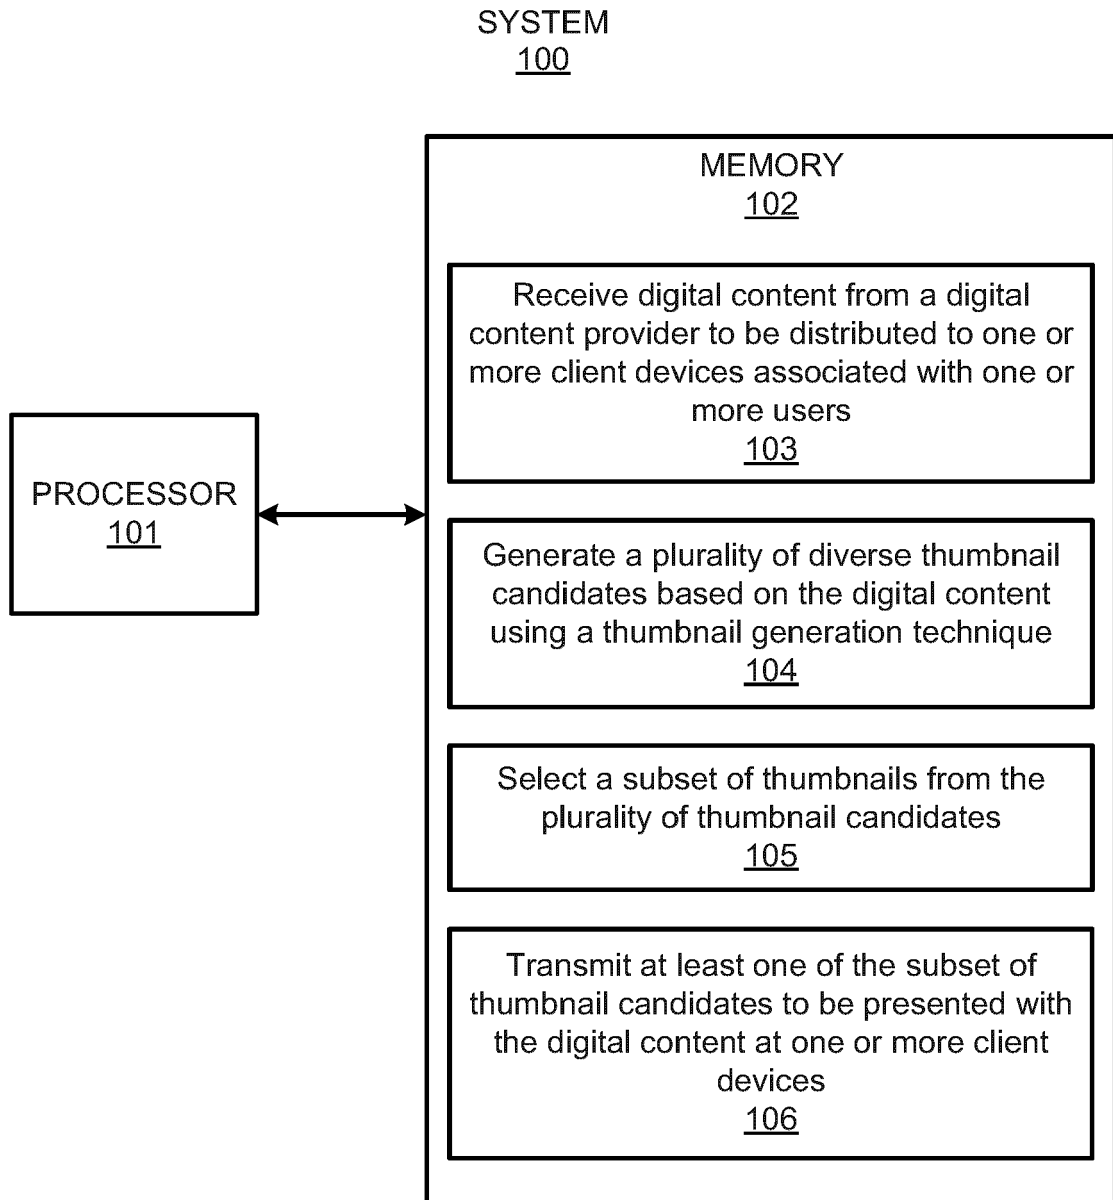 SYSTEM
100
MEMORY
102
Receive digital content from a digital
content provider to be distributed to one or
more client devices associated with one or
more users
103
PROCESSOR
101
Generate a plurality of diverse thumbnail
candidates based on the digital content
using a thumbnail generation technique
104
Select a subset of thumbnails from the
plurality of thumbnail candidates
105
Transmit at least one of the subset of
thumbnail candidates to be presented with
the digital content at one or more client
devices
106